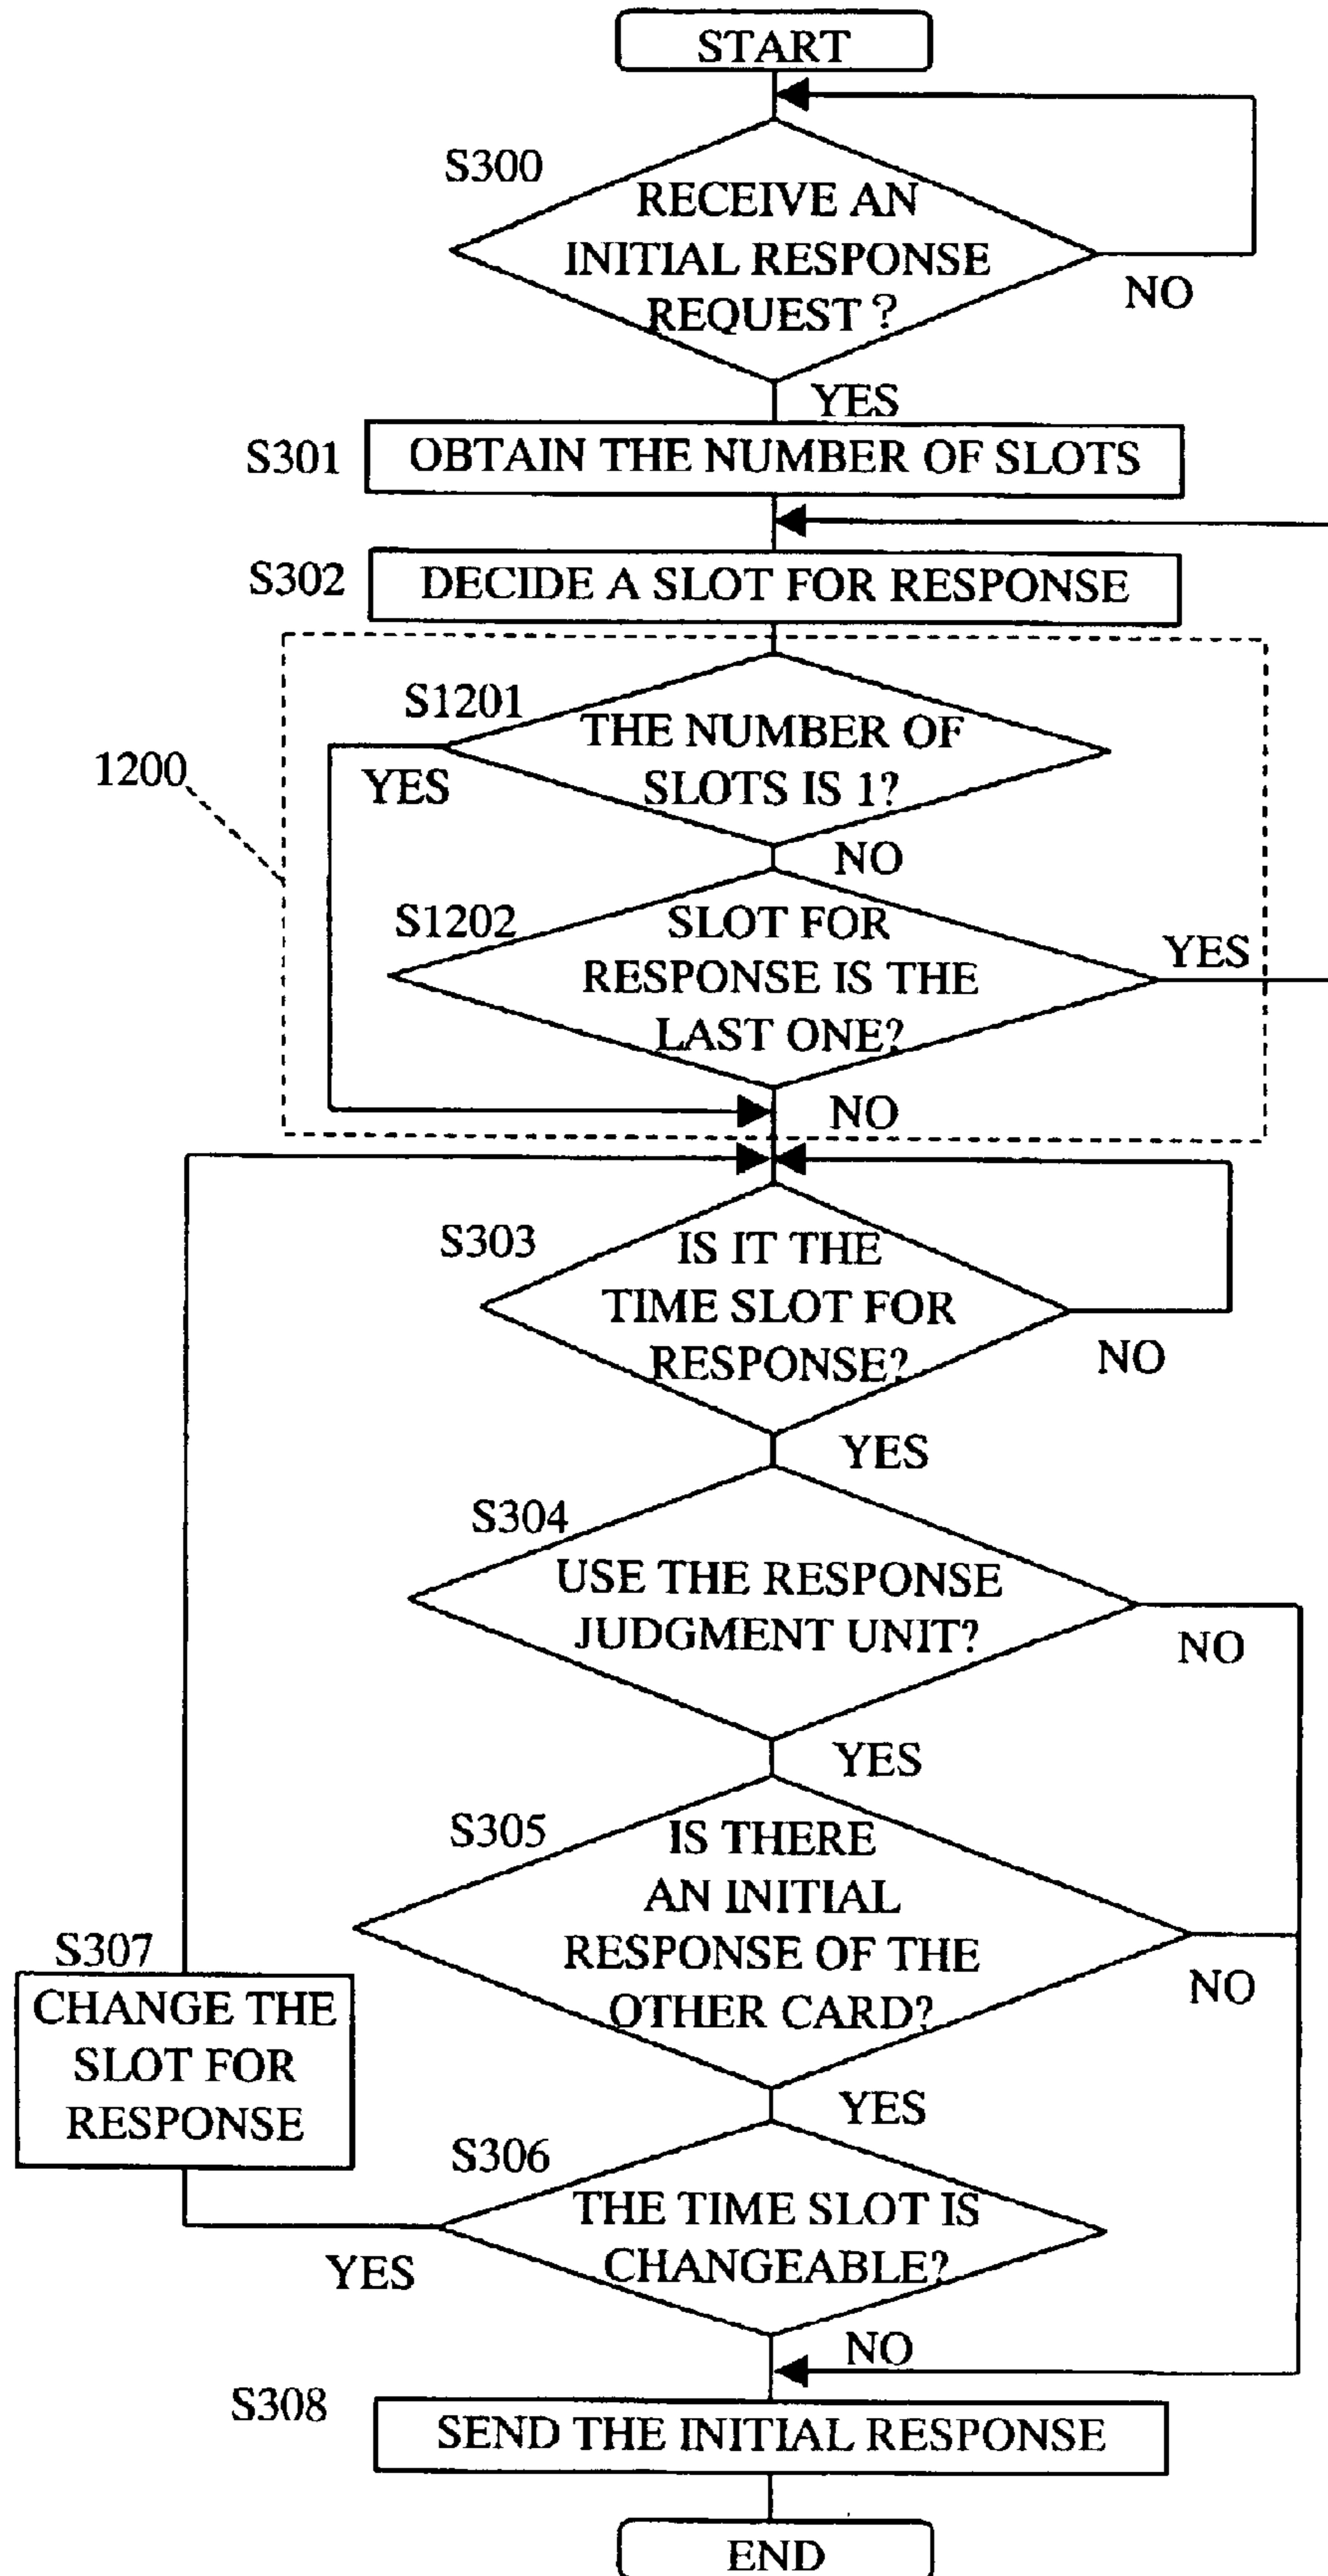 START
S300
RECEIVE AN
INITIAL RESPONSE
REQUEST ?
NO
YES
S301
OBTAIN THE NUMBER OF SLOTS
S302
DECIDE A SLOT FOR RESPONSE
1200
S1201
THE NUMBER OF
SLOTS IS 1?
YES
NO
S1202
SLOT FOR
RESPONSE IS THE
LAST ONE?
YES
NO
S303
IS IT THE
TIME SLOT FOR
RESPONSE?
NO
YES
S304
USE THE RESPONSE
JUDGMENT UNIT?
NO
YES
S305
IS THERE
AN INITIAL
RESPONSE OF THE
OTHER CARD?
NO
YES
S307
CHANGE THE
SLOT FOR
RESPONSE
S306
THE TIME SLOT IS
CHANGEABLE?
YES
NO
S308
SEND THE INITIAL RESPONSE
END